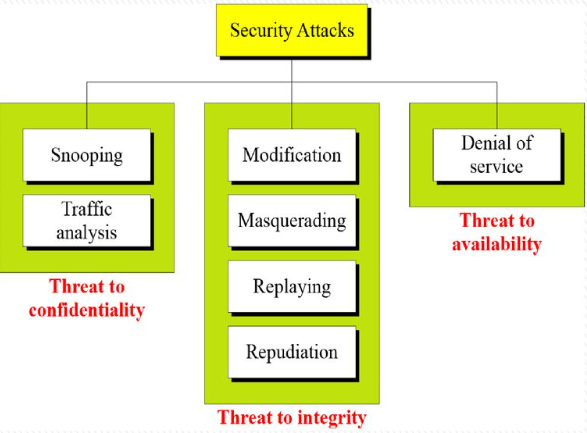 Security Attacks
Snooping
Traffic
analysis
Threat to
confidentiality
Modification
Masquerading
Replaying
Repudiation
Threat to integrity
Denial of
service
Threat to
availability